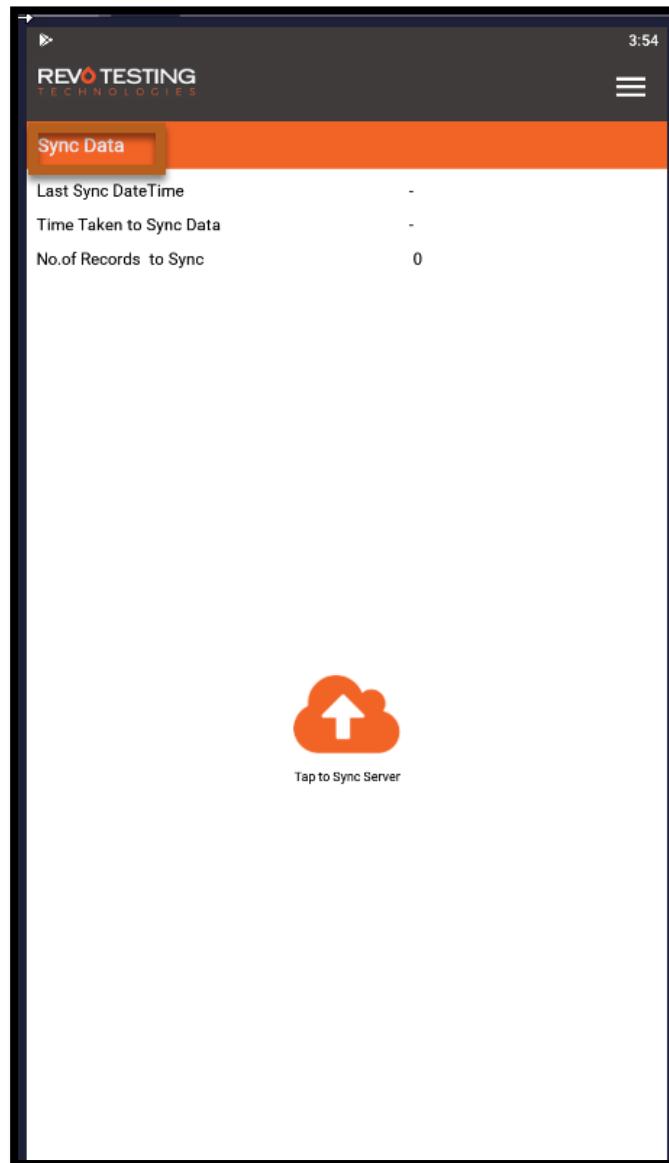 3:54
REVO TESTING
TECHNOLOGIES
Sync Data
Last Sync DateTime -
Time Taken to Sync Data -
No.of Records to Sync 0
Tap to Sync Server